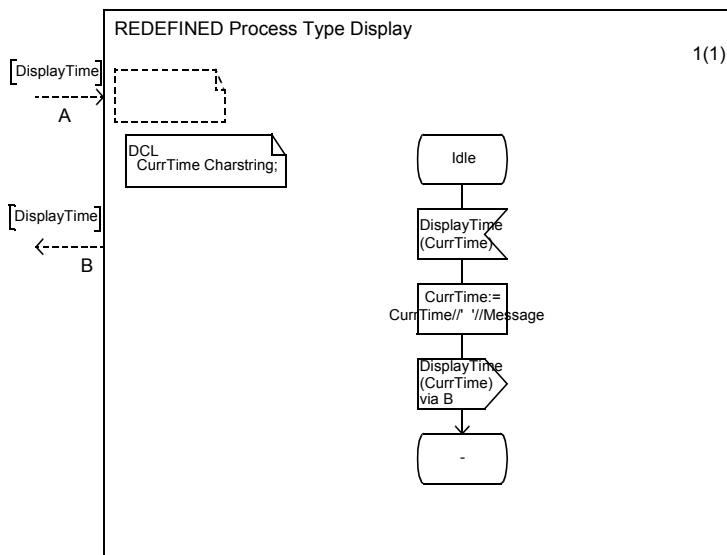 REDEFINED Process Type Display
1(1)
[DisplayTime]
A
DCL
CurrTime Charstring;
Idle
[DisplayTime]
B
DisplayTime
(CurrTime)
CurrTime:=
CurrTime//' '//Message
DisplayTime
(CurrTime)
via B
-